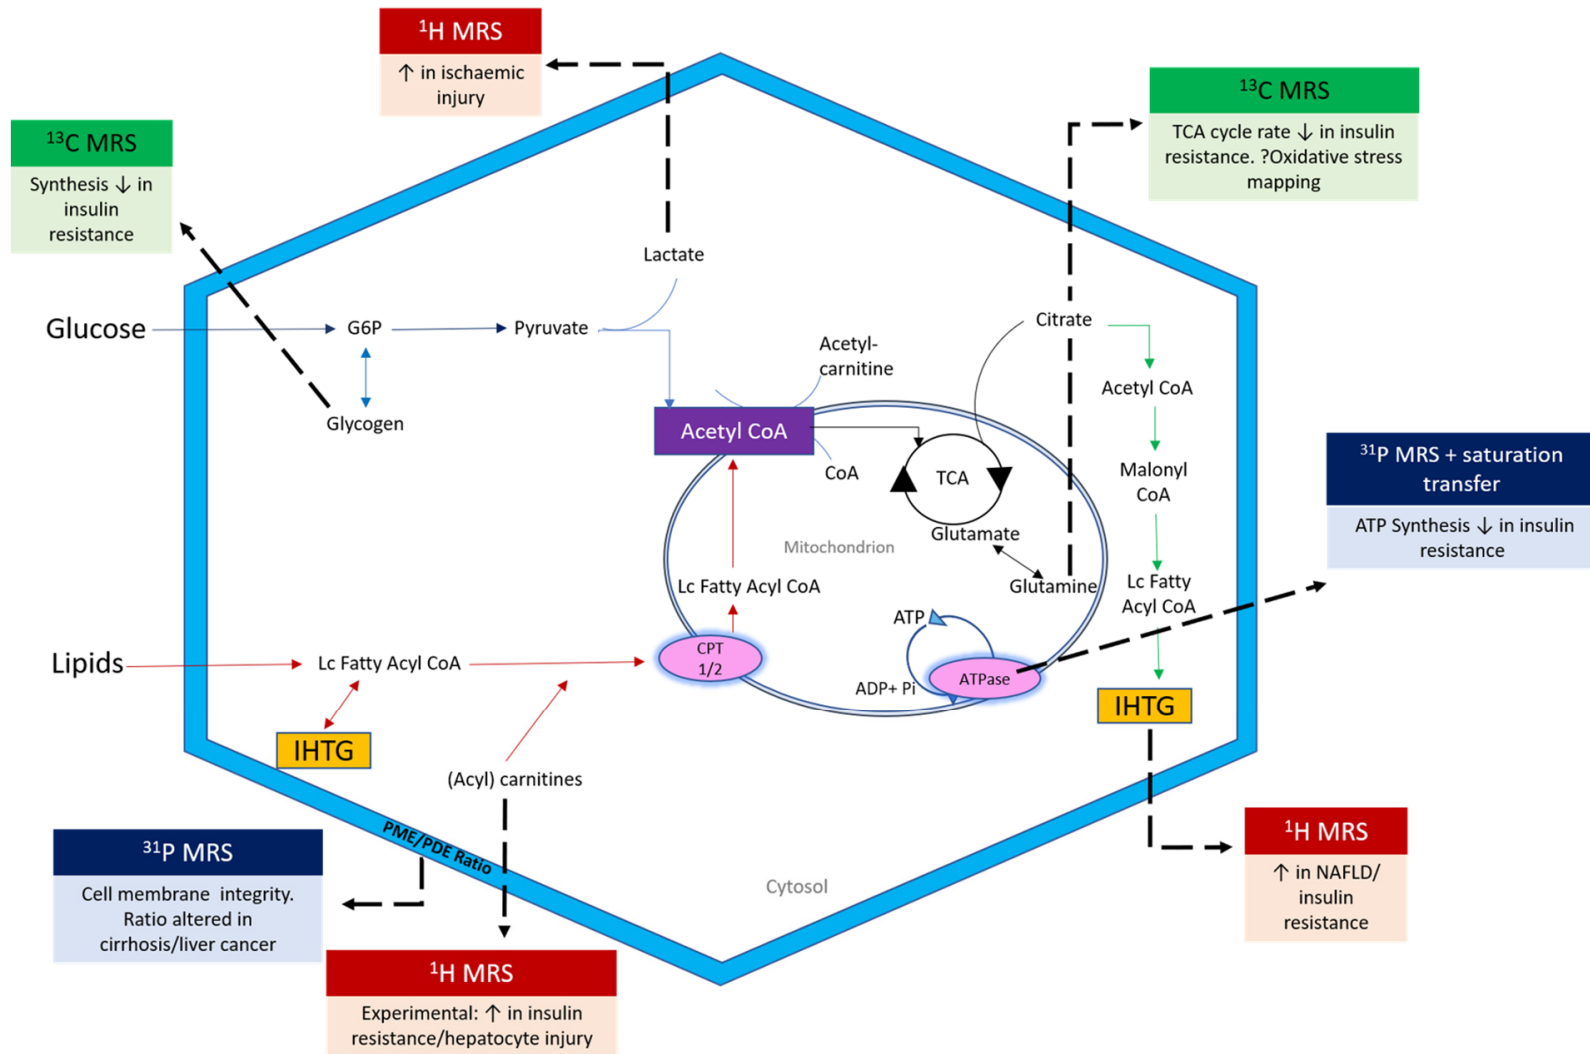 ¹H MRS
↑ in ischaemic
injury
¹³C MRS
TCA cycle rate ↓ in insulin
resistance. ?Oxidative stress
mapping
¹³C MRS
Synthesis ↓ in
insulin
resistance
Lactate
Glucose
G6P
Pyruvate
Citrate
Acetyl-
carnitine
Acetyl CoA
Glycogen
Acetyl CoA
CoA
TCA
Malonyl
CoA
³¹P MRS + saturation
transfer
ATP Synthesis ↓ in insulin
resistance
Glutamate
Mitochondrion
Glutamine
Lc Fatty Acyl CoA
Lc Fatty
Acyl CoA
ATP
CPT
1/2
Lipids
Lc Fatty Acyl CoA
ADP+ Pi
ATPase
IHTG
IHTG
(Acyl) carnitines
PME/PDE Ratio
³¹P MRS
Cell membrane integrity.
Ratio altered in
cirrhosis/liver cancer
Cytosol
¹H MRS
↑ in NAFLD/
insulin
resistance
¹H MRS
Experimental: ↑ in insulin
resistance/hepatocyte injury